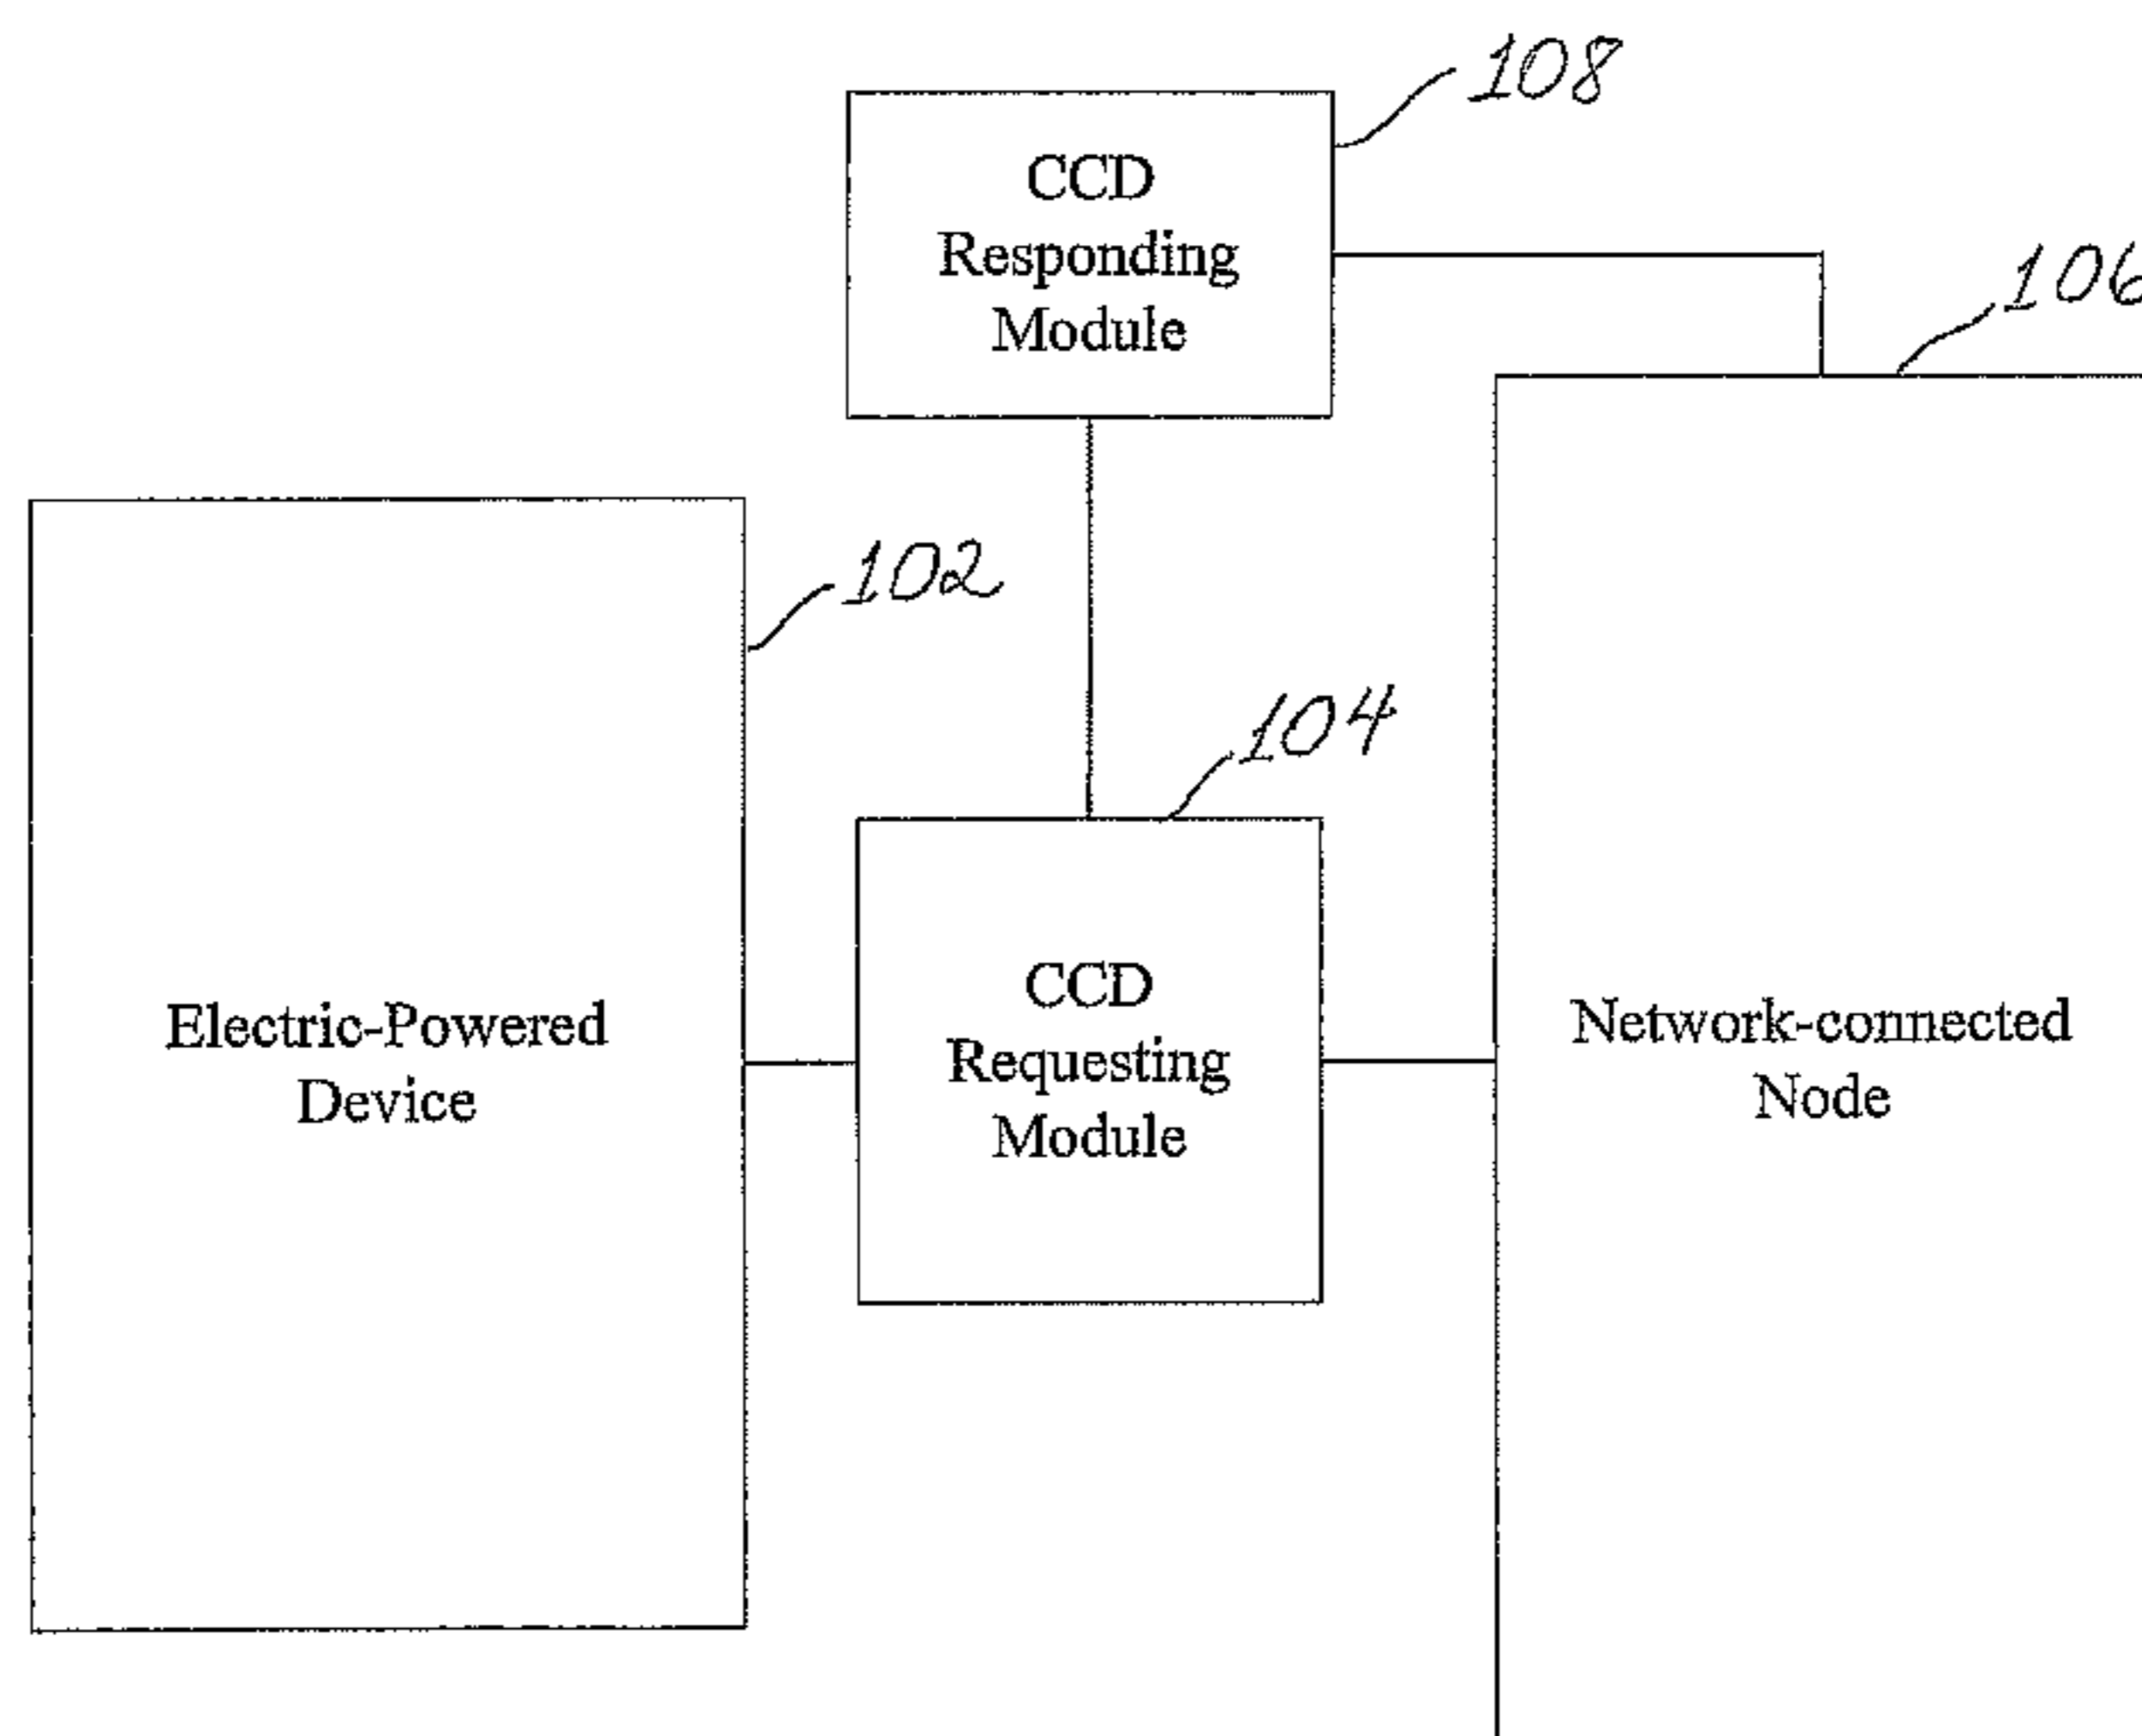 108
CCD
Responding
Module
106
102
104
CCD
Requesting
Module
Electric-Powered
Device
Network-connected
Node